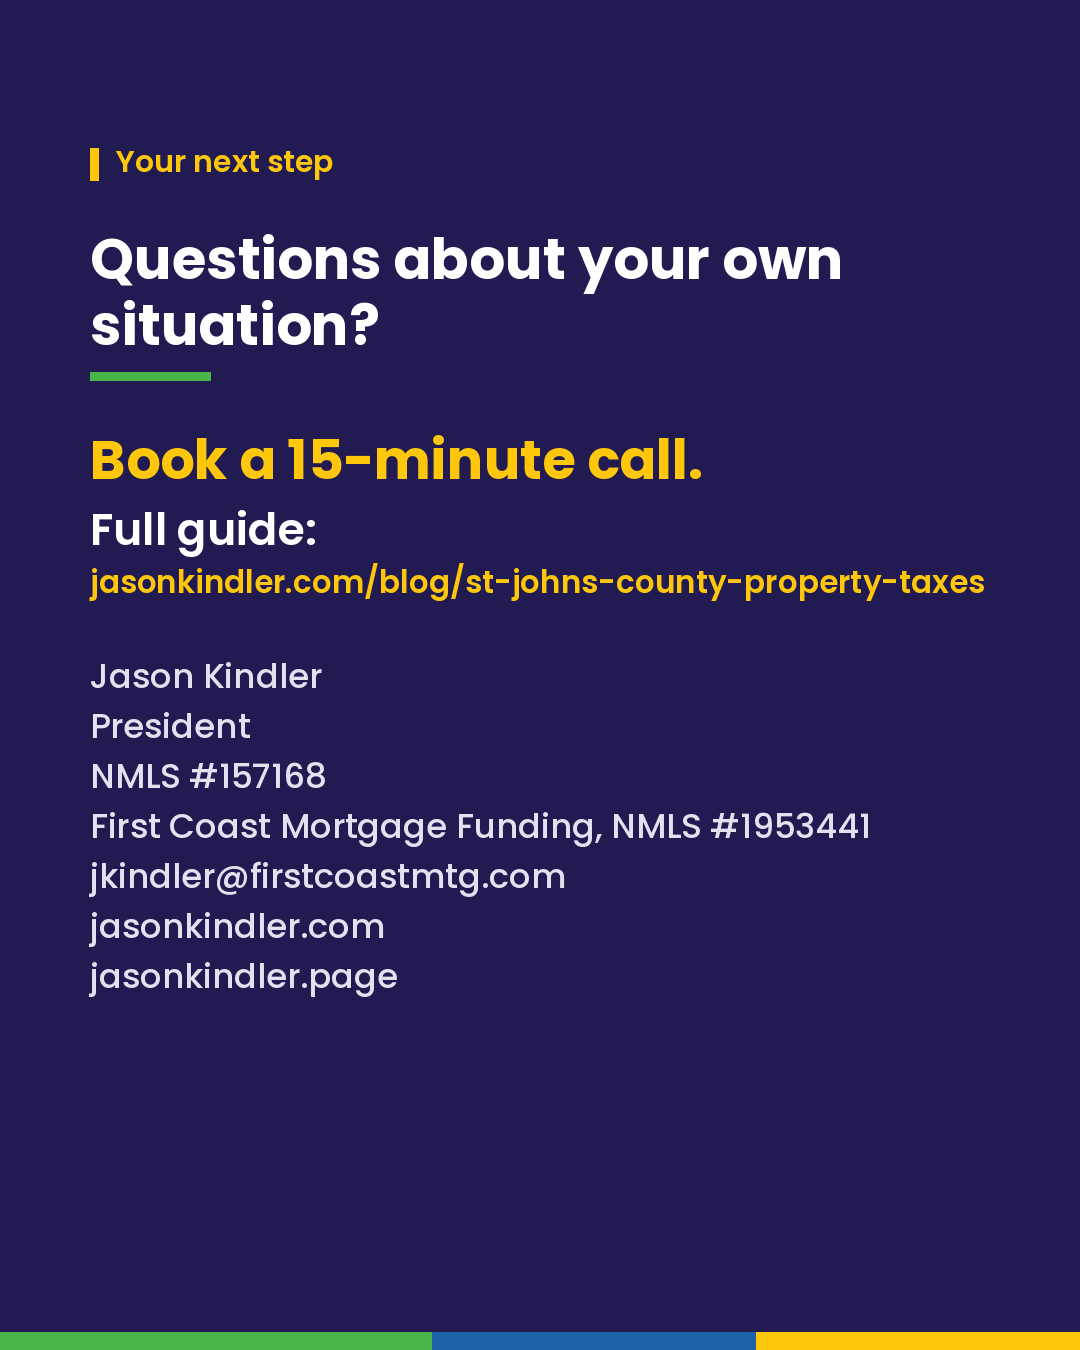 Your next step
Questions about your own
situation?
Book a 15-minute call.
Full guide:
jasonkindler.com/blog/st-johns-county-property-taxes
Jason Kindler
President
NMLS #157168
First Coast Mortgage Funding, NMLS #1953441
jkindler@firstcoastmtg.com
jasonkindler.com
jasonkindler.page